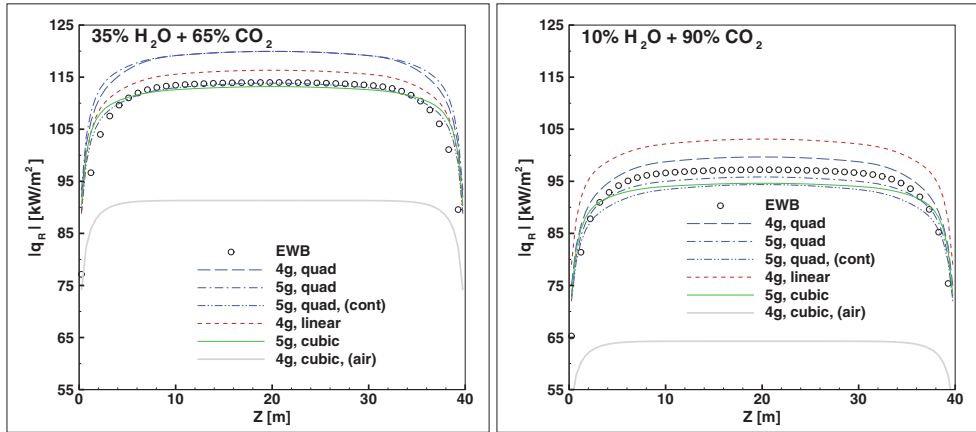 35% H₂O + 65% CO₂
|q_R| [kW/m²]
125
115
105
95
85
75
65
55
EWB
4g, quad
5g, quad
5g, quad, (cont)
4g, linear
5g, cubic
4g, cubic, (air)
0
10
20
30
40
Z [m]
10% H₂O + 90% CO₂
|q_R| [kW/m²]
125
115
105
95
85
75
65
55
EWB
4g, quad
5g, quad
5g, quad, (cont)
4g, linear
5g, cubic
4g, cubic, (air)
0
10
20
30
40
Z [m]